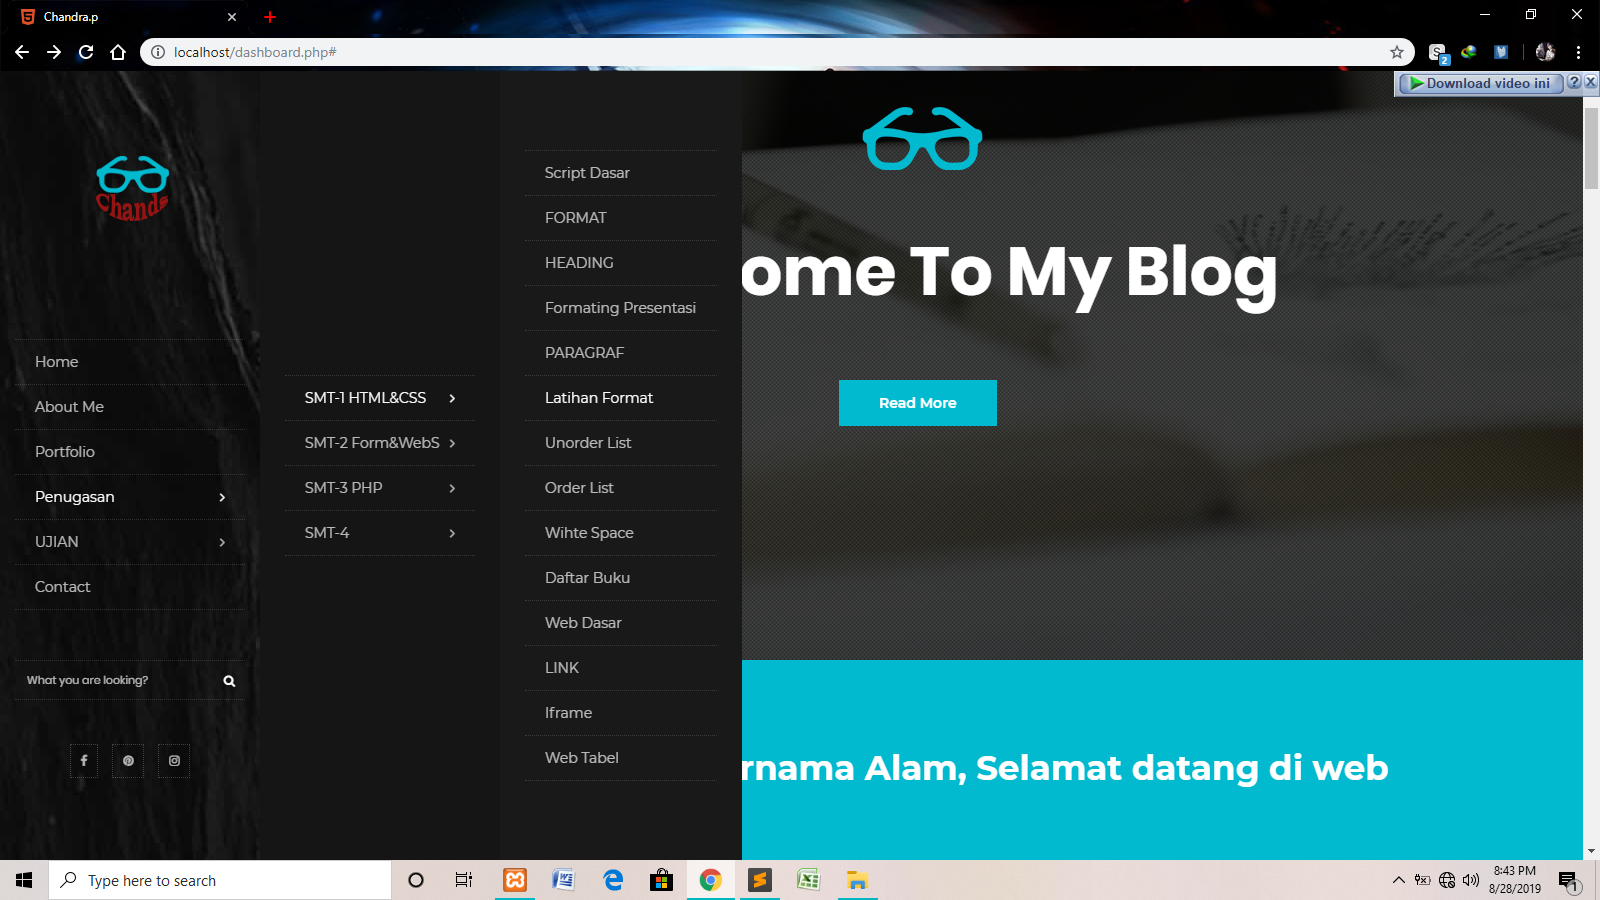 Chandra.p
localhost/dashboard.php#
S
2
Download video ini
?
Chands
Home
About Me
Portfolio
Penugasan
UJIAN
Contact
What you are looking?
SMT-1 HTML&CSS
SMT-2 Form&WebS
SMT-3 PHP
SMT-4
Script Dasar
FORMAT
HEADING
Formating Presentasi
PARAGRAF
Latihan Format
Unorder List
Order List
Wihte Space
Daftar Buku
Web Dasar
LINK
Iframe
Web Tabel
ome To My Blog
Read More
rnama Alam, Selamat datang di web
Type here to search
8:43 PM
8/28/2019
1